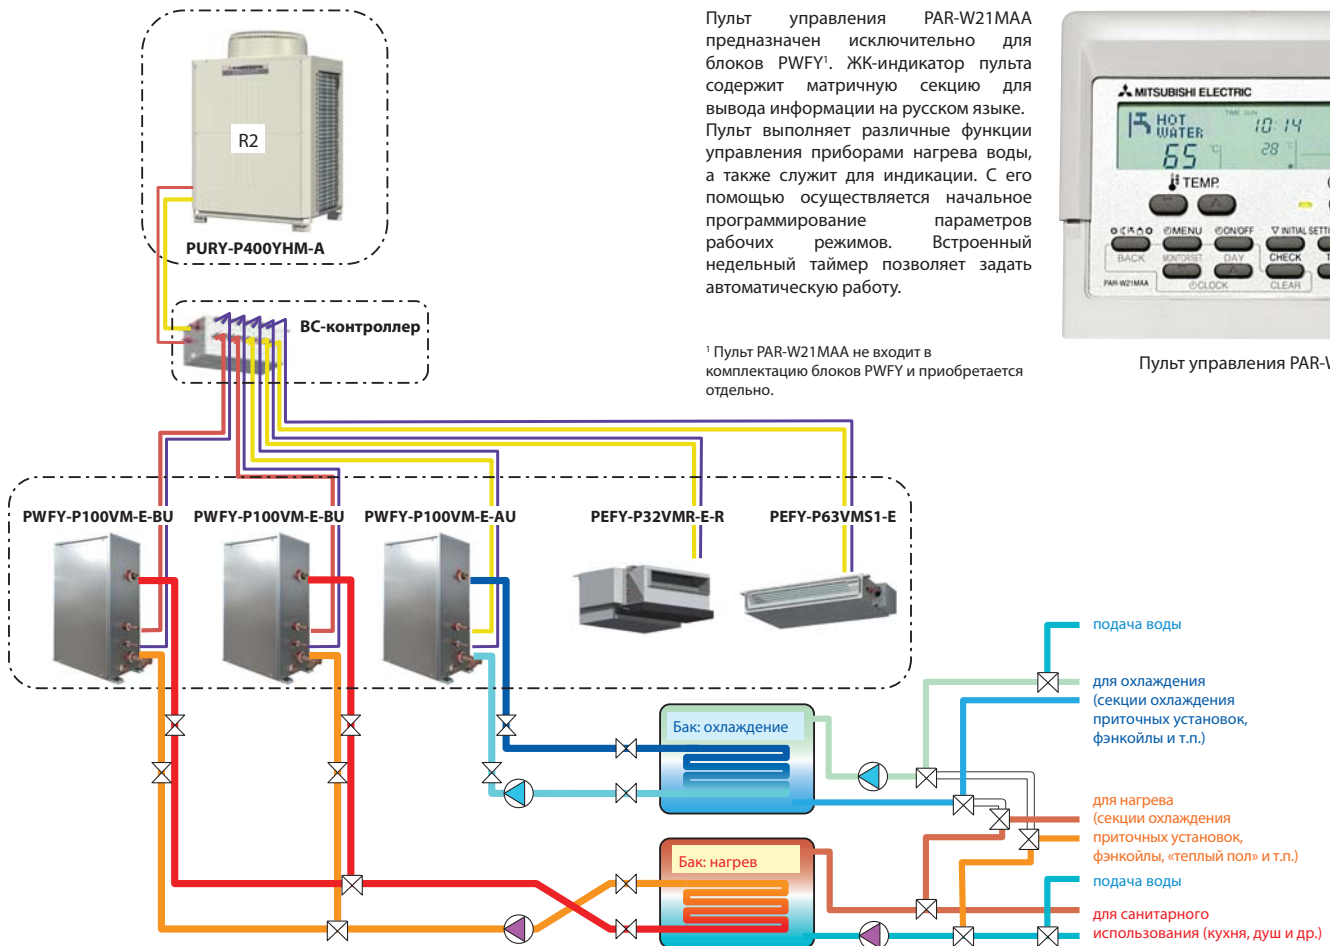 R2
PURY-P400YHM-A
ВС-контроллер
Пульт управления PAR-W21MAA
предназначен исключительно для
блоков PWFY¹. ЖК-индикатор пульта
содержит матричную секцию для
вывода информации на русском языке.
Пульт выполняет различные функции
управления приборами нагрева воды,
а также служит для индикации. С его
помощью осуществляется начальное
программирование параметров
рабочих режимов. Встроенный
недельный таймер позволяет задать
автоматическую работу.
¹ Пульт PAR-W21MAA не входит в
комплектацию блоков PWFY и приобретается
отдельно.
MITSUBISHI ELECTRIC
TIME SUN
HOT
WATER
10:14
65 °C
28 °C
TEMP.
MENU
ON/OFF
INITIAL SETTI
BACK
MONITOR/SET
DAY
CHECK
PAR-W21MAA
CLOCK
CLEAR
Пульт управления PAR-W
PWFY-P100VM-E-BU
PWFY-P100VM-E-BU
PWFY-P100VM-E-AU
PEFY-P32VMR-E-R
PEFY-P63VMS1-E
Бак: охлаждение
Бак: нагрев
подача воды
для охлаждения
(секции охлаждения
приточных установок,
фэнкойлы и т.п.)
для нагрева
(секции охлаждения
приточных установок,
фэнкойлы, «теплый пол» и т.п.)
подача воды
для санитарного
использования (кухня, душ и др.)